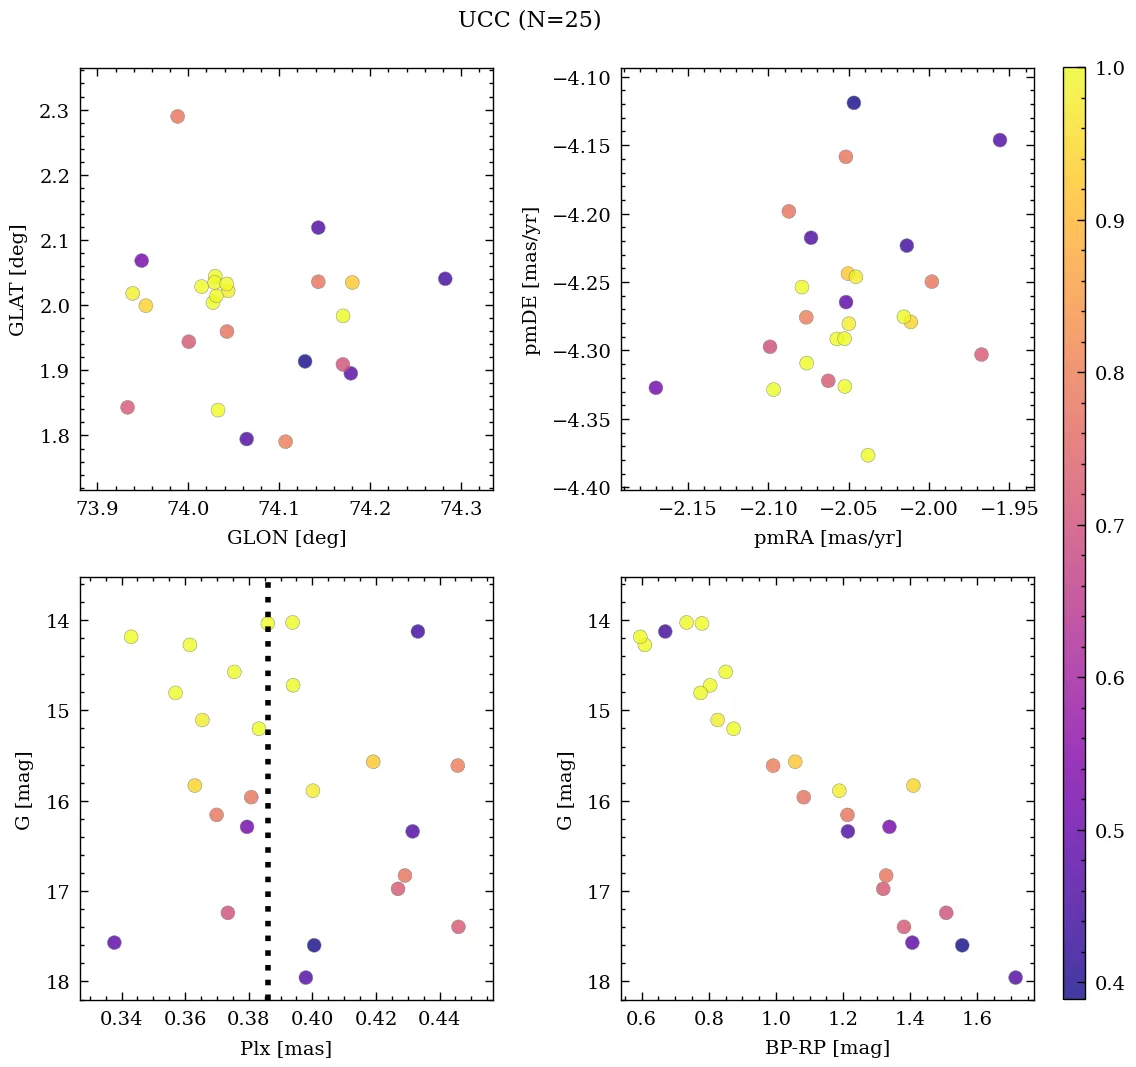 UCC (N=25)
2.3
2.2
2.1
2.0
1.9
1.8
GLAT [deg]
73.9 74.0 74.1 74.2 74.3
GLON [deg]
−4.10
−4.15
−4.20
−4.25
−4.30
−4.35
−4.40
pmDE [mas/yr]
−2.15 −2.10 −2.05 −2.00 −1.95
pmRA [mas/yr]
14
15
16
17
18
G [mag]
0.34 0.36 0.38 0.40 0.42 0.44
Plx [mas]
14
15
16
17
18
G [mag]
0.6 0.8 1.0 1.2 1.4 1.6
BP-RP [mag]
1.0
0.9
0.8
0.7
0.6
0.5
0.4